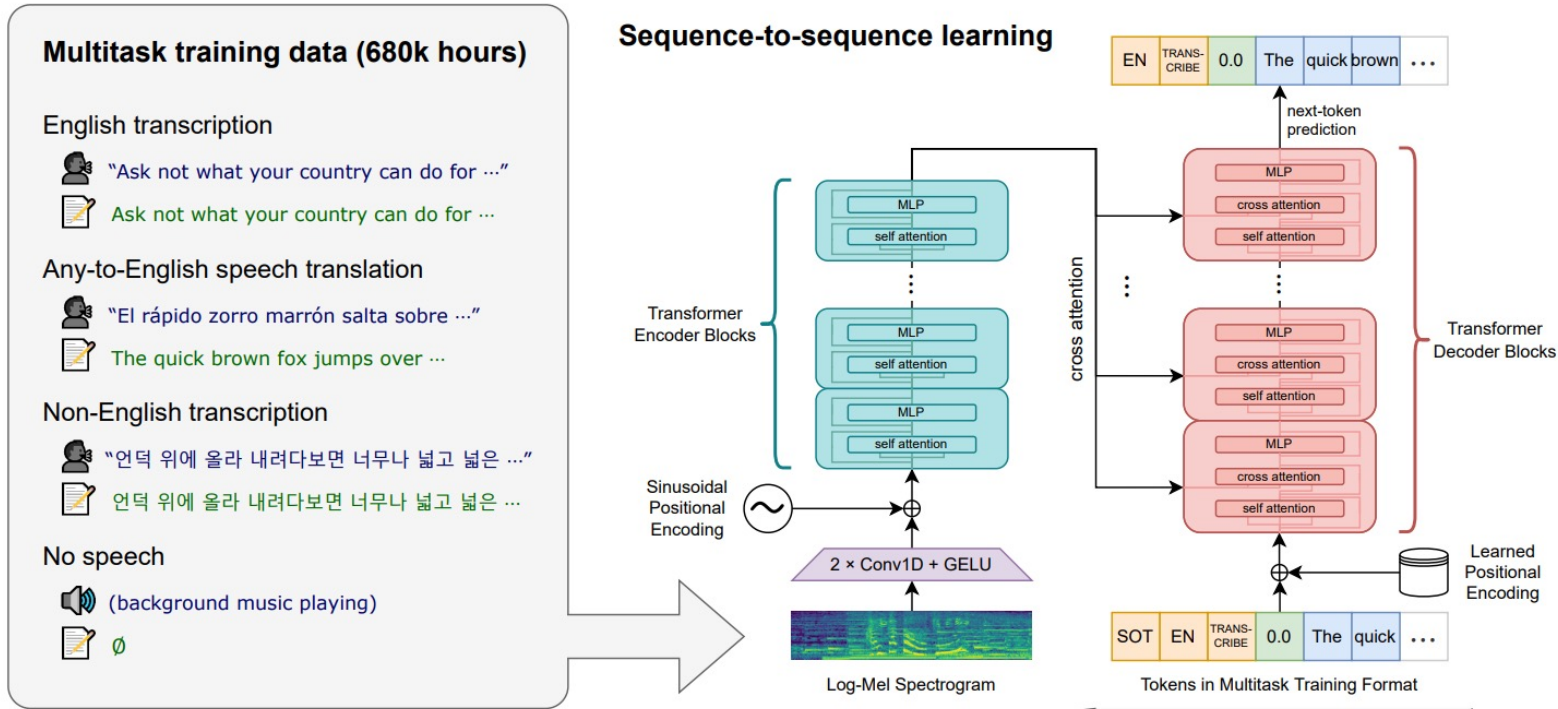 Multitask training data (680k hours)
English transcription
“Ask not what your country can do for ⋯”
Ask not what your country can do for ⋯
Any-to-English speech translation
“El rápido zorro marrón salta sobre ⋯”
The quick brown fox jumps over ⋯
Non-English transcription
“언덕 위에 올라 내려다보면 너무나 넓고 넓은 ⋯”
언덕 위에 올라 내려다보면 너무나 넓고 넓은 ⋯
No speech
(background music playing)
∅
Sequence-to-sequence learning
EN TRANS-CRIBE 0.0 The quick brown ⋯
next-token
prediction
MLP
self attention
⋮
MLP
self attention
MLP
self attention
Transformer
Encoder Blocks
Sinusoidal
Positional
Encoding
2 × Conv1D + GELU
Log-Mel Spectrogram
cross attention
⋮
MLP
cross attention
self attention
⋮
MLP
cross attention
self attention
MLP
cross attention
self attention
Transformer
Decoder Blocks
Learned
Positional
Encoding
SOT EN TRANS-CRIBE 0.0 The quick ⋯
Tokens in Multitask Training Format